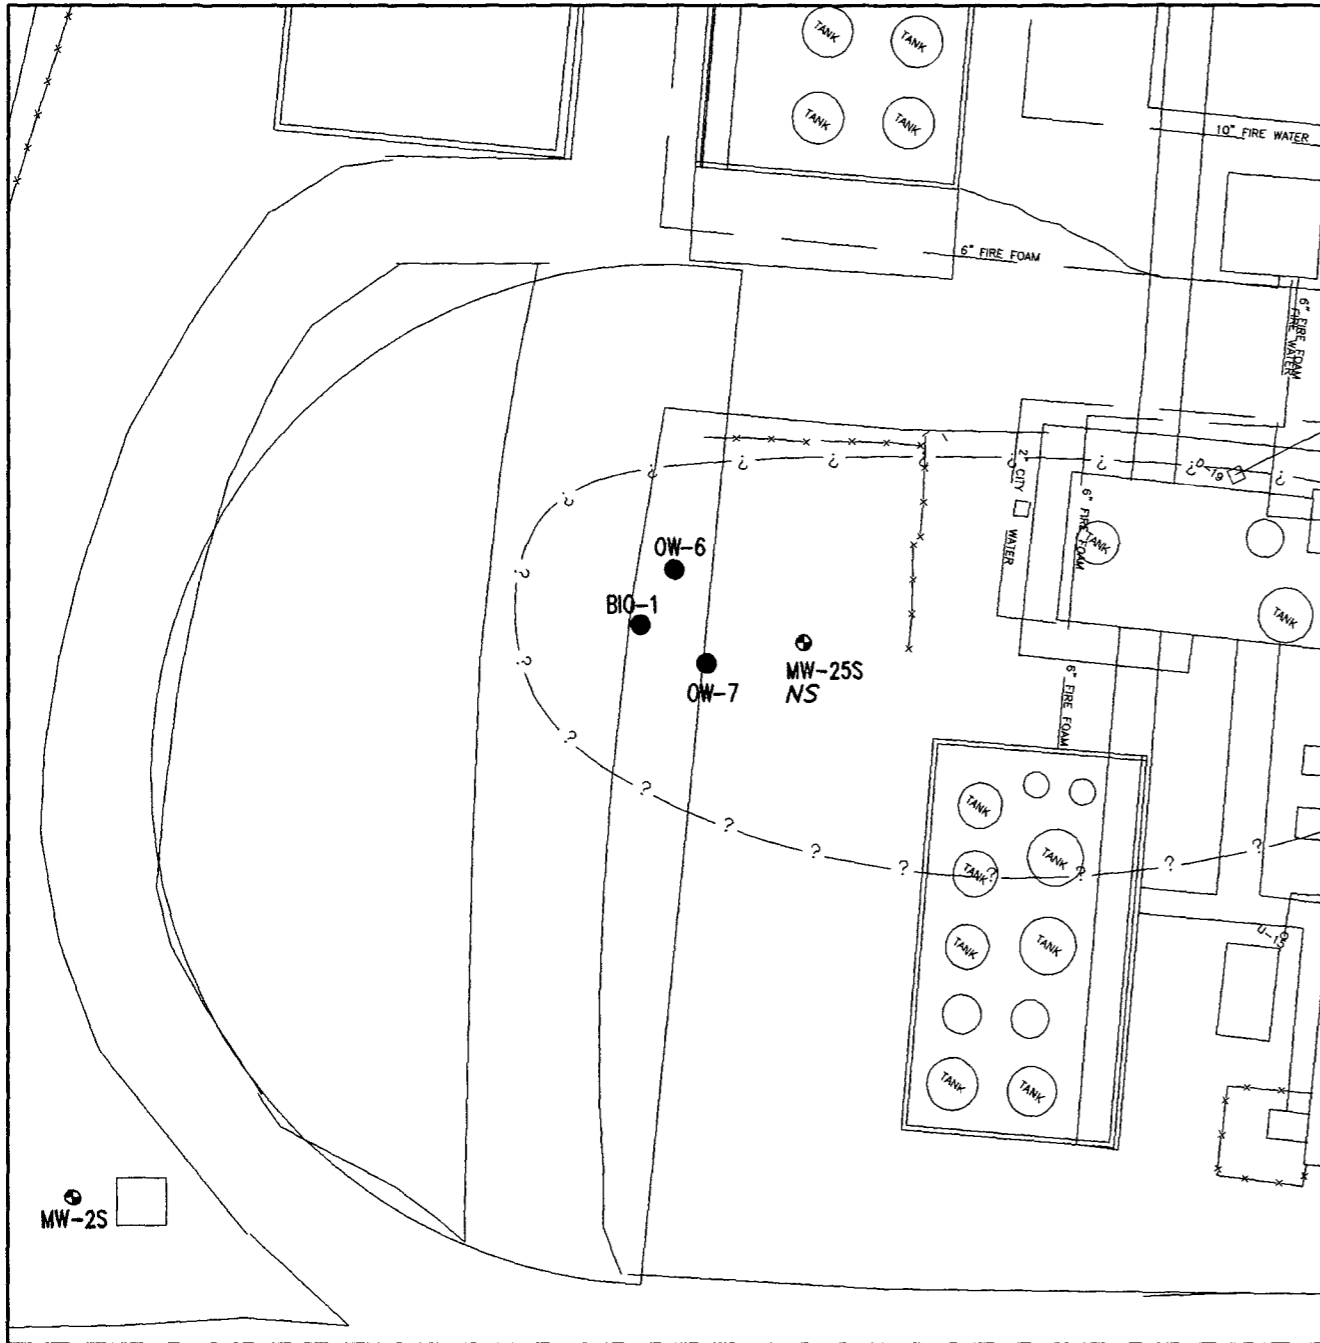 TANK
TANK
TANK
TANK
10" FIRE WATER
6" FIRE FOAM
6" FIRE FOAM
FIRE WATER
? ? ? ? ? ? ? ? ?
D-19
2" CITY WATER
6" FIRE FOAM
TANK
TANK
OW-6
BIO-1
OW-7
MW-25S
NS
6" FIRE FOAM
? ? ? ? ? ? ? ? ? ? ?
TANK
TANK
TANK
TANK
TANK
TANK
TANK
MW-2S